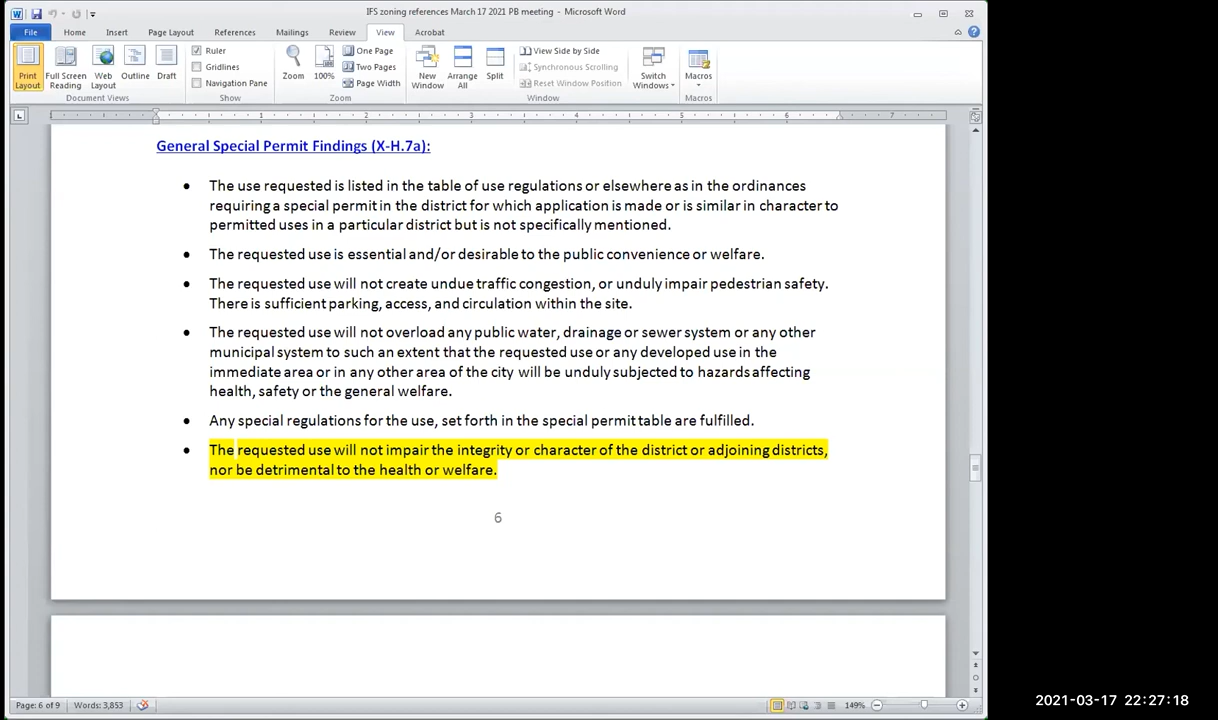 IFS zoning references March 17 2021 PB meeting - Microsoft Word
File Home Insert Page Layout References Mailings Review View Acrobat
Print Layout
Full Screen Reading
Web Layout
Outline
Draft
Document Views
Ruler
Gridlines
Navigation Pane
Show
Zoom
100%
One Page
Two Pages
Page Width
Zoom
New Window
Arrange All
Split
View Side by Side
Synchronous Scrolling
Reset Window Position
Window
Switch Windows
Macros
Macros
1 1 2 3 4 5 6 7
General Special Permit Findings (X-H.7a):
• The use requested is listed in the table of use regulations or elsewhere as in the ordinances
requiring a special permit in the district for which application is made or is similar in character to
permitted uses in a particular district but is not specifically mentioned.
• The requested use is essential and/or desirable to the public convenience or welfare.
• The requested use will not create undue traffic congestion, or unduly impair pedestrian safety.
There is sufficient parking, access, and circulation within the site.
• The requested use will not overload any public water, drainage or sewer system or any other
municipal system to such an extent that the requested use or any developed use in the
immediate area or in any other area of the city will be unduly subjected to hazards affecting
health, safety or the general welfare.
• Any special regulations for the use, set forth in the special permit table are fulfilled.
• The requested use will not impair the integrity or character of the district or adjoining districts,
nor be detrimental to the health or welfare.
6
Page: 6 of 9 Words: 3,853 149%
2021-03-17 22:27:18